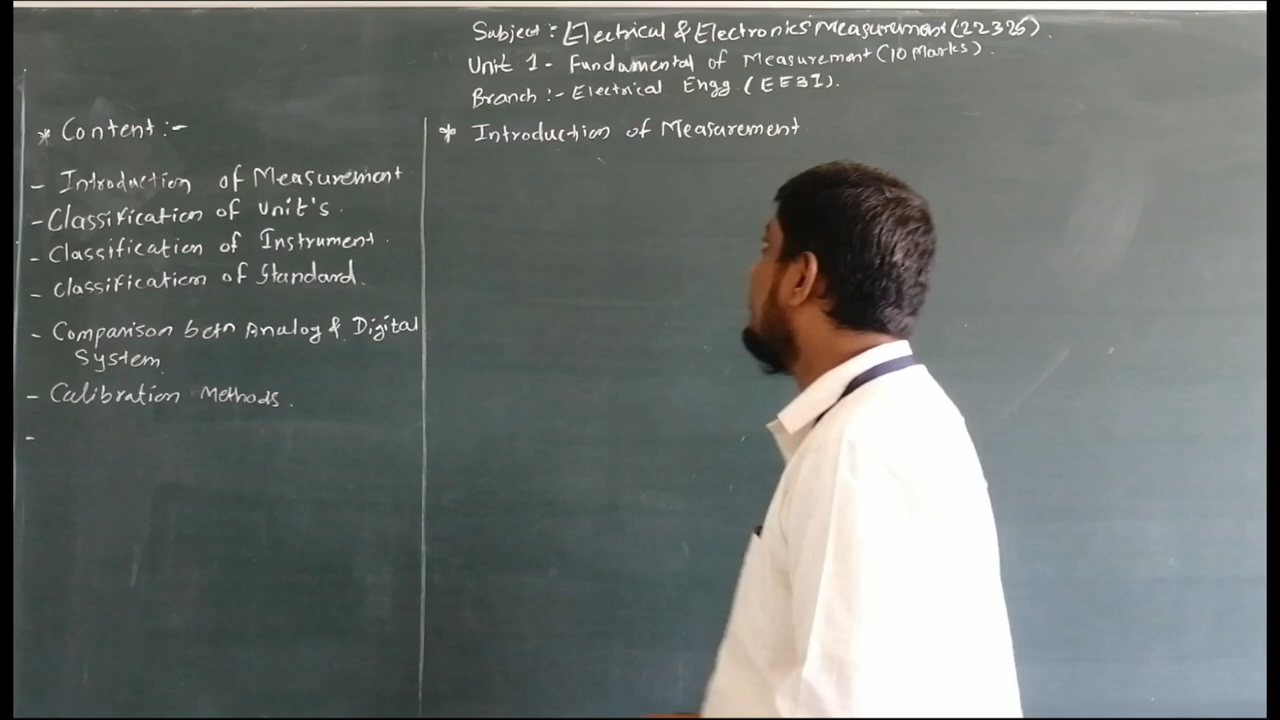 Subject :- Electrical & Electronics Measurement (22325).
Unit 1 - Fundamental of Measurement (10 Marks).
Branch :- Electrical Engg. (EE3I).
* Content :-
- Introduction of Measurement
- Classification of Unit's.
- Classification of Instrument.
- Classification of Standard.
- Comparison betn Analog & Digital
System.
- Calibration Methods.
-
* Introduction of Measurement